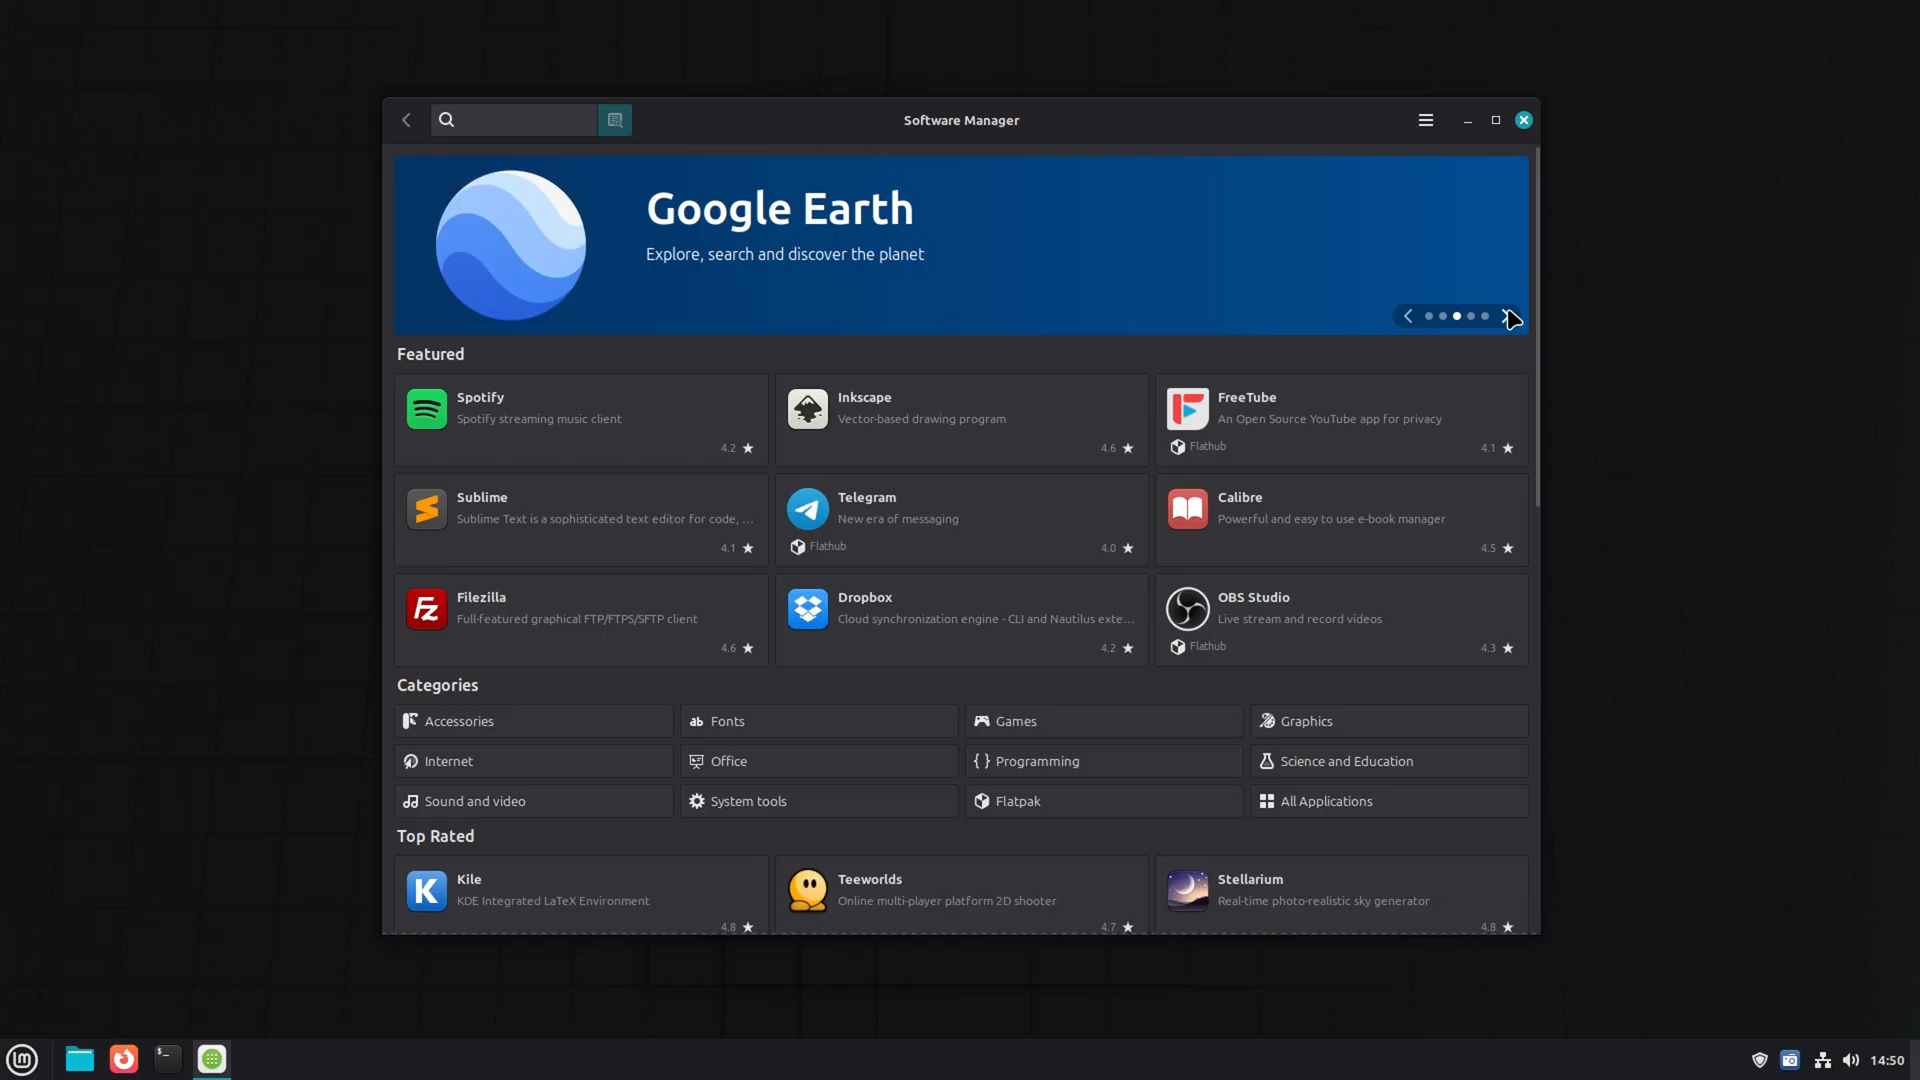 Software Manager
Google Earth
Explore, search and discover the planet
Featured
Spotify
Spotify streaming music client
4.2 ★
Inkscape
Vector-based drawing program
4.6 ★
FreeTube
An Open Source YouTube app for privacy
Flathub
4.1 ★
Sublime
Sublime Text is a sophisticated text editor for code, ...
4.1 ★
Telegram
New era of messaging
Flathub
4.0 ★
Calibre
Powerful and easy to use e-book manager
4.5 ★
Filezilla
Full-featured graphical FTP/FTPS/SFTP client
4.6 ★
Dropbox
Cloud synchronization engine - CLI and Nautilus exte...
4.2 ★
OBS Studio
Live stream and record videos
Flathub
4.3 ★
Categories
Accessories
ab Fonts
Games
Graphics
Internet
Office
{ } Programming
Science and Education
Sound and video
System tools
Flatpak
All Applications
Top Rated
Kile
KDE Integrated LaTeX Environment
4.8 ★
Teeworlds
Online multi-player platform 2D shooter
4.7 ★
Stellarium
Real-time photo-realistic sky generator
4.8 ★
$_
14:50